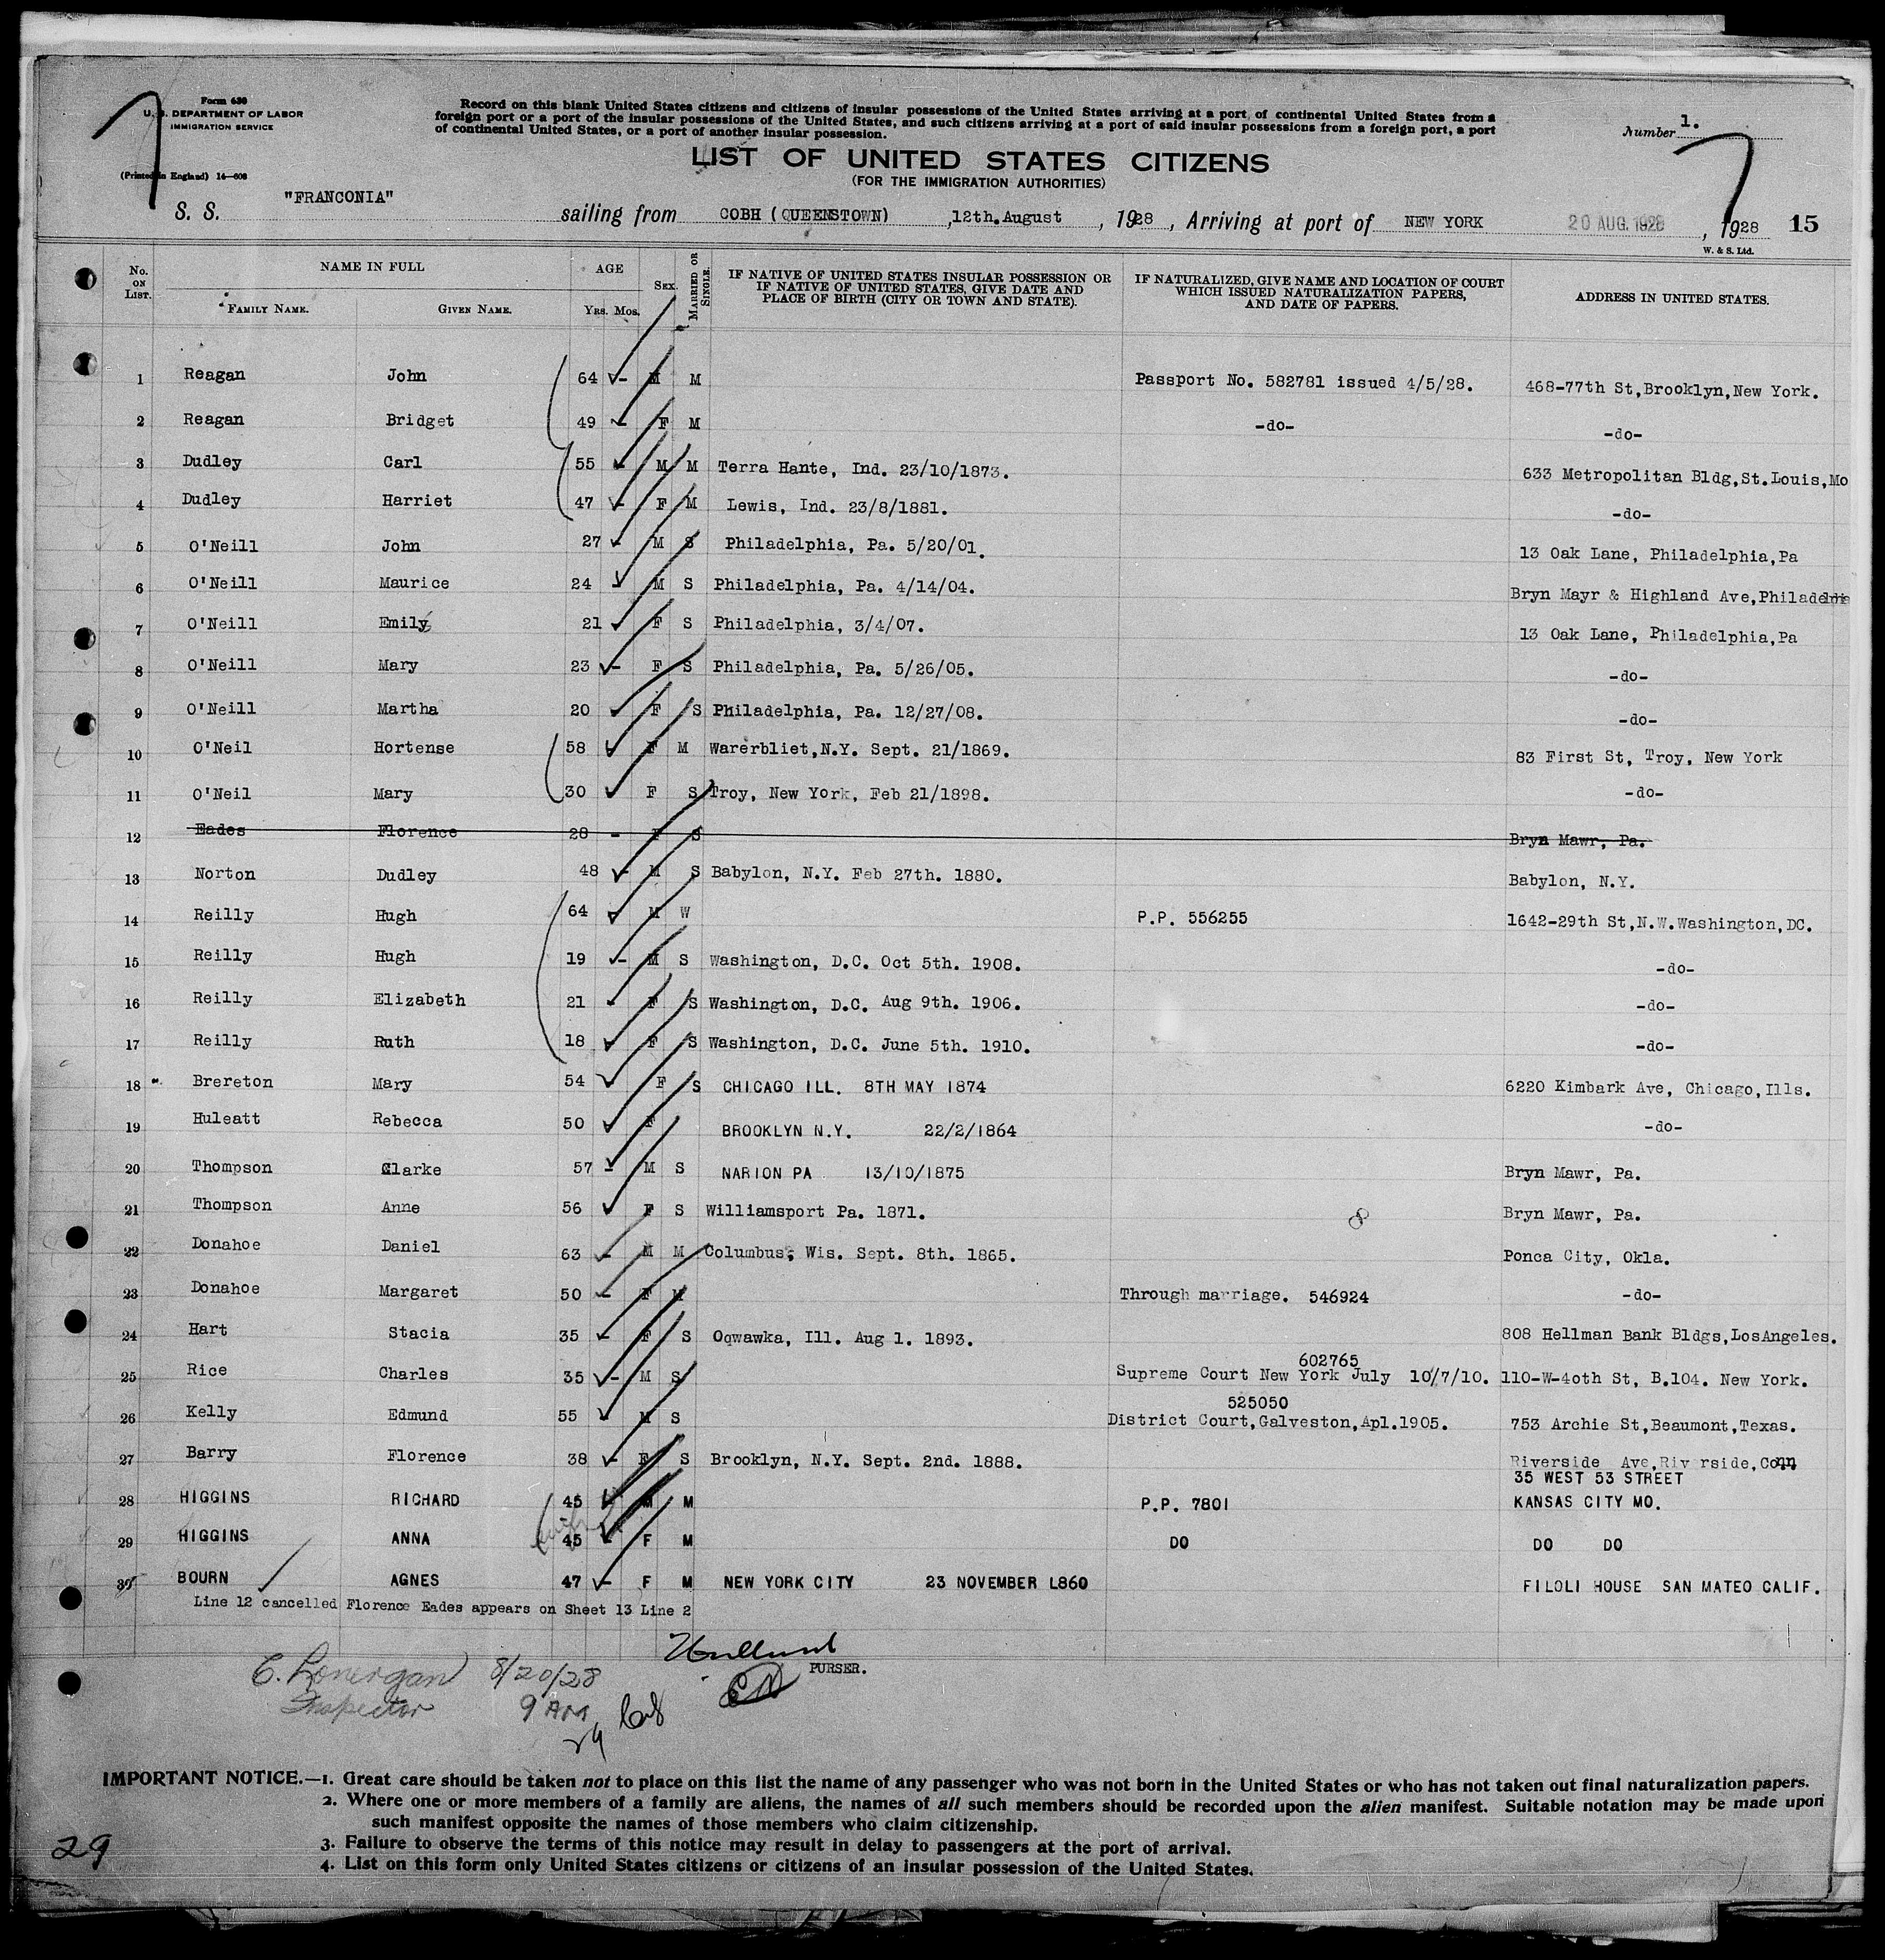 Form 630
U. S. DEPARTMENT OF LABOR
IMMIGRATION SERVICE
(Printed in England) 14—608
Record on this blank United States citizens and citizens of insular possessions of the United States arriving at a port of continental United States from a
foreign port or a port of the insular possessions of the United States, and such citizens arriving at a port of said insular possessions from a foreign port, a port
of continental United States, or a port of another insular possession.
Number 1.
LIST OF UNITED STATES CITIZENS
(FOR THE IMMIGRATION AUTHORITIES)
S. S. "FRANCONIA" sailing from COBH (QUEENSTOWN) , 12th. August , 1928 , Arriving at port of NEW YORK 20 AUG. 1928 , 1928 15
W. & S. Ltd.
No. ON LIST. NAME IN FULL AGE SEX. MARRIED OR SINGLE. IF NATIVE OF UNITED STATES INSULAR POSSESSION OR IF NATIVE OF UNITED STATES, GIVE DATE AND PLACE OF BIRTH (CITY OR TOWN AND STATE). IF NATURALIZED, GIVE NAME AND LOCATION OF COURT WHICH ISSUED NATURALIZATION PAPERS, AND DATE OF PAPERS. ADDRESS IN UNITED STATES.
FAMILY NAME. GIVEN NAME. YRS. MOS.
1 Reagan John 64 - M M Passport No. 582781 issued 4/5/28. 468-77th St,Brooklyn,New York.
2 Reagan Bridget 49 - F M -do- -do-
3 Dudley Carl 55 - M M Terra Hante, Ind. 23/10/1873. 633 Metropolitan Bldg,St.Louis,Mo
4 Dudley Harriet 47 - F M Lewis, Ind. 23/8/1881. -do-
5 O'Neill John 27 - M S Philadelphia, Pa. 5/20/01. 13 Oak Lane, Philadelphia,Pa
6 O'Neill Maurice 24 - M S Philadelphia, Pa. 4/14/04. Bryn Mayr & Highland Ave,Philadelphia
7 O'Neill Emily 21 F S Philadelphia, 3/4/07. 13 Oak Lane, Philadelphia,Pa
8 O'Neill Mary 23 - F S Philadelphia, Pa. 5/26/05. -do-
9 O'Neill Martha 20 - F S Philadelphia, Pa. 12/27/08. -do-
10 O'Neil Hortense 58 - F M Warerbliet,N.Y. Sept. 21/1869. 83 First St, Troy, New York
11 O'Neil Mary 30 F S Troy, New York, Feb 21/1898. -do-
12 Eades Florence 28 - F S Bryn Mawr, Pa.
13 Norton Dudley 48 - M S Babylon, N.Y. Feb 27th. 1880. Babylon, N.Y.
14 Reilly Hugh 64 - M W P.P. 556255 1642-29th St,N.W.Washington,DC.
15 Reilly Hugh 19 - M S Washington, D.C. Oct 5th. 1908. -do-
16 Reilly Elizabeth 21 - F S Washington, D.C. Aug 9th. 1906. -do-
17 Reilly Ruth 18 - F S Washington, D.C. June 5th. 1910. -do-
18 Brereton Mary 54 - F S CHICAGO ILL. 8TH MAY 1874 6220 Kimbark Ave, Chicago,Ills.
19 Huleatt Rebecca 50 - F BROOKLYN N.Y. 22/2/1864 -do-
20 Thompson Clarke 57 - M S NARION PA 13/10/1875 Bryn Mawr, Pa.
21 Thompson Anne 56 F S Williamsport Pa. 1871. Bryn Mawr, Pa.
22 Donahoe Daniel 63 - M M Columbus, Wis. Sept. 8th. 1865. Ponca City, Okla.
23 Donahoe Margaret 50 - F M Through marriage. 546924 -do-
24 Hart Stacia 35 - F S Oqwawka, Ill. Aug 1. 1893. 808 Hellman Bank Bldgs,LosAngeles.
602765
25 Rice Charles 35 - M S Supreme Court New York July 10/7/10. 110-W-40th St, B.104. New York.
525050
26 Kelly Edmund 55 - M S District Court,Galveston,Apl.1905. 753 Archie St,Beaumont,Texas.
27 Barry Florence 38 - F S Brooklyn, N.Y. Sept. 2nd. 1888. Riverside Ave,Riv rside,Conn
35 WEST 53 STREET
28 HIGGINS RICHARD 45 - M M P.P. 7801 KANSAS CITY MO.
29 HIGGINS ANNA 45 - F M DO DO DO
30 BOURN AGNES 47 - F M NEW YORK CITY 23 NOVEMBER L860 FILOLI HOUSE SAN MATEO CALIF.
Line 12 cancelled Florence Eades appears on Sheet 13 Line 2
PURSER.
C. Lonergan 8/20/28
Inspector 9 AM
IMPORTANT NOTICE.—1. Great care should be taken not to place on this list the name of any passenger who was not born in the United States or who has not taken out final naturalization papers.
2. Where one or more members of a family are aliens, the names of all such members should be recorded upon the alien manifest. Suitable notation may be made upon
such manifest opposite the names of those members who claim citizenship.
3. Failure to observe the terms of this notice may result in delay to passengers at the port of arrival.
4. List on this form only United States citizens or citizens of an insular possession of the United States.
29